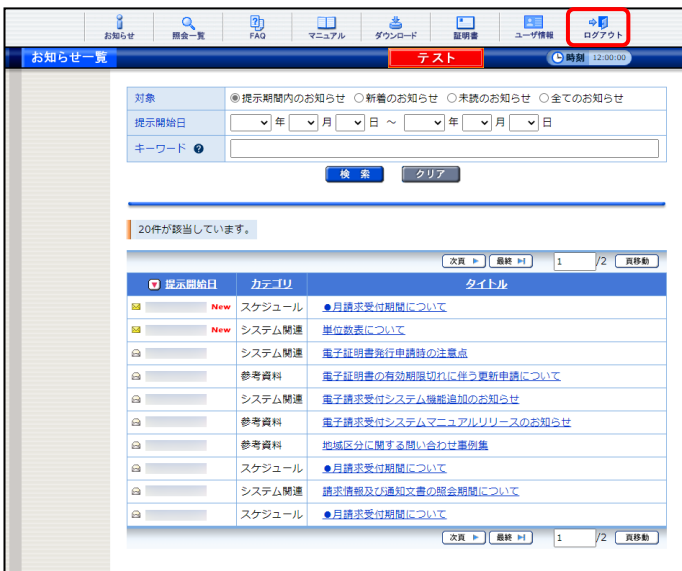 お知らせ 照会一覧 FAQ マニュアル ダウンロード 証明書 ユーザ情報 ログアウト
お知らせ一覧 テスト 時刻 12:00:00
対象 提示期間内のお知らせ 新着のお知らせ 未読のお知らせ 全てのお知らせ
提示開始日 年 月 日 ～ 年 月 日
キーワード
検 索 クリア
20件が該当しています。
次頁 最終 1 /2 頁移動
提示開始日 カテゴリ タイトル
New スケジュール ●月請求受付期間について
New システム関連 単位数表について
システム関連 電子証明書発行申請時の注意点
参考資料 電子証明書の有効期限切れに伴う更新申請について
システム関連 電子請求受付システム機能追加のお知らせ
参考資料 電子請求受付システムマニュアルリリースのお知らせ
参考資料 地域区分に関する問い合わせ事例集
スケジュール ●月請求受付期間について
システム関連 請求情報及び通知文書の照会期間について
スケジュール ●月請求受付期間について
次頁 最終 1 /2 頁移動